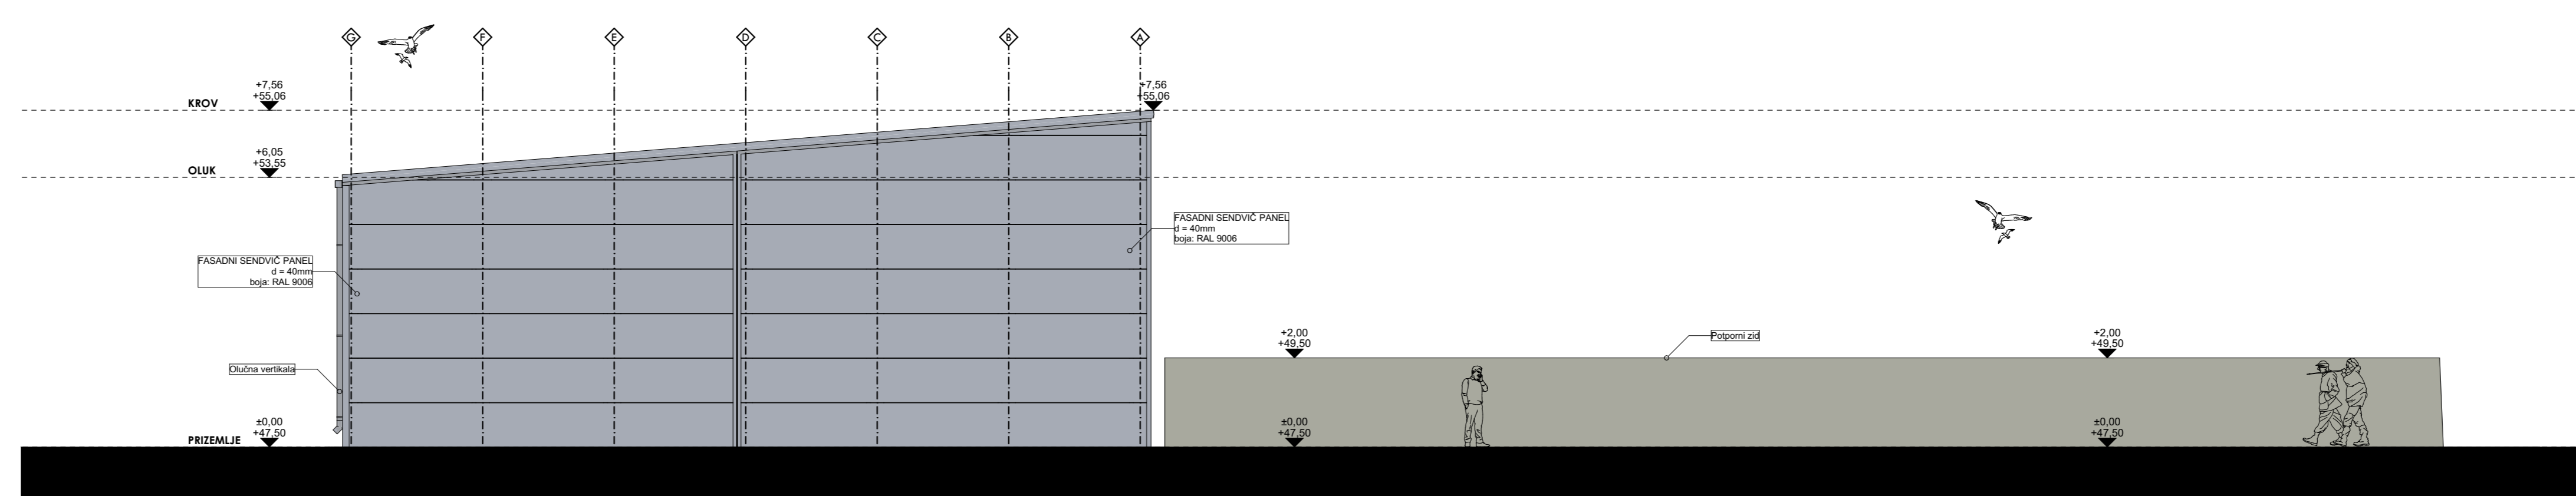 G
F
E
D
C
B
A
+7,56
+55,06
KROV
+7,56
+55,06
+6,05
+53,55
OLUK
FASADNI SENDVIČ PANEL
d = 40mm
boja: RAL 9006
FASADNI SENDVIČ PANEL
d = 40mm
boja: RAL 9006
+2,00
+49,50
Potporni zid
+2,00
+49,50
Olučna vertikala
±0,00
+47,50
PRIZEMLJE
±0,00
+47,50
±0,00
+47,50